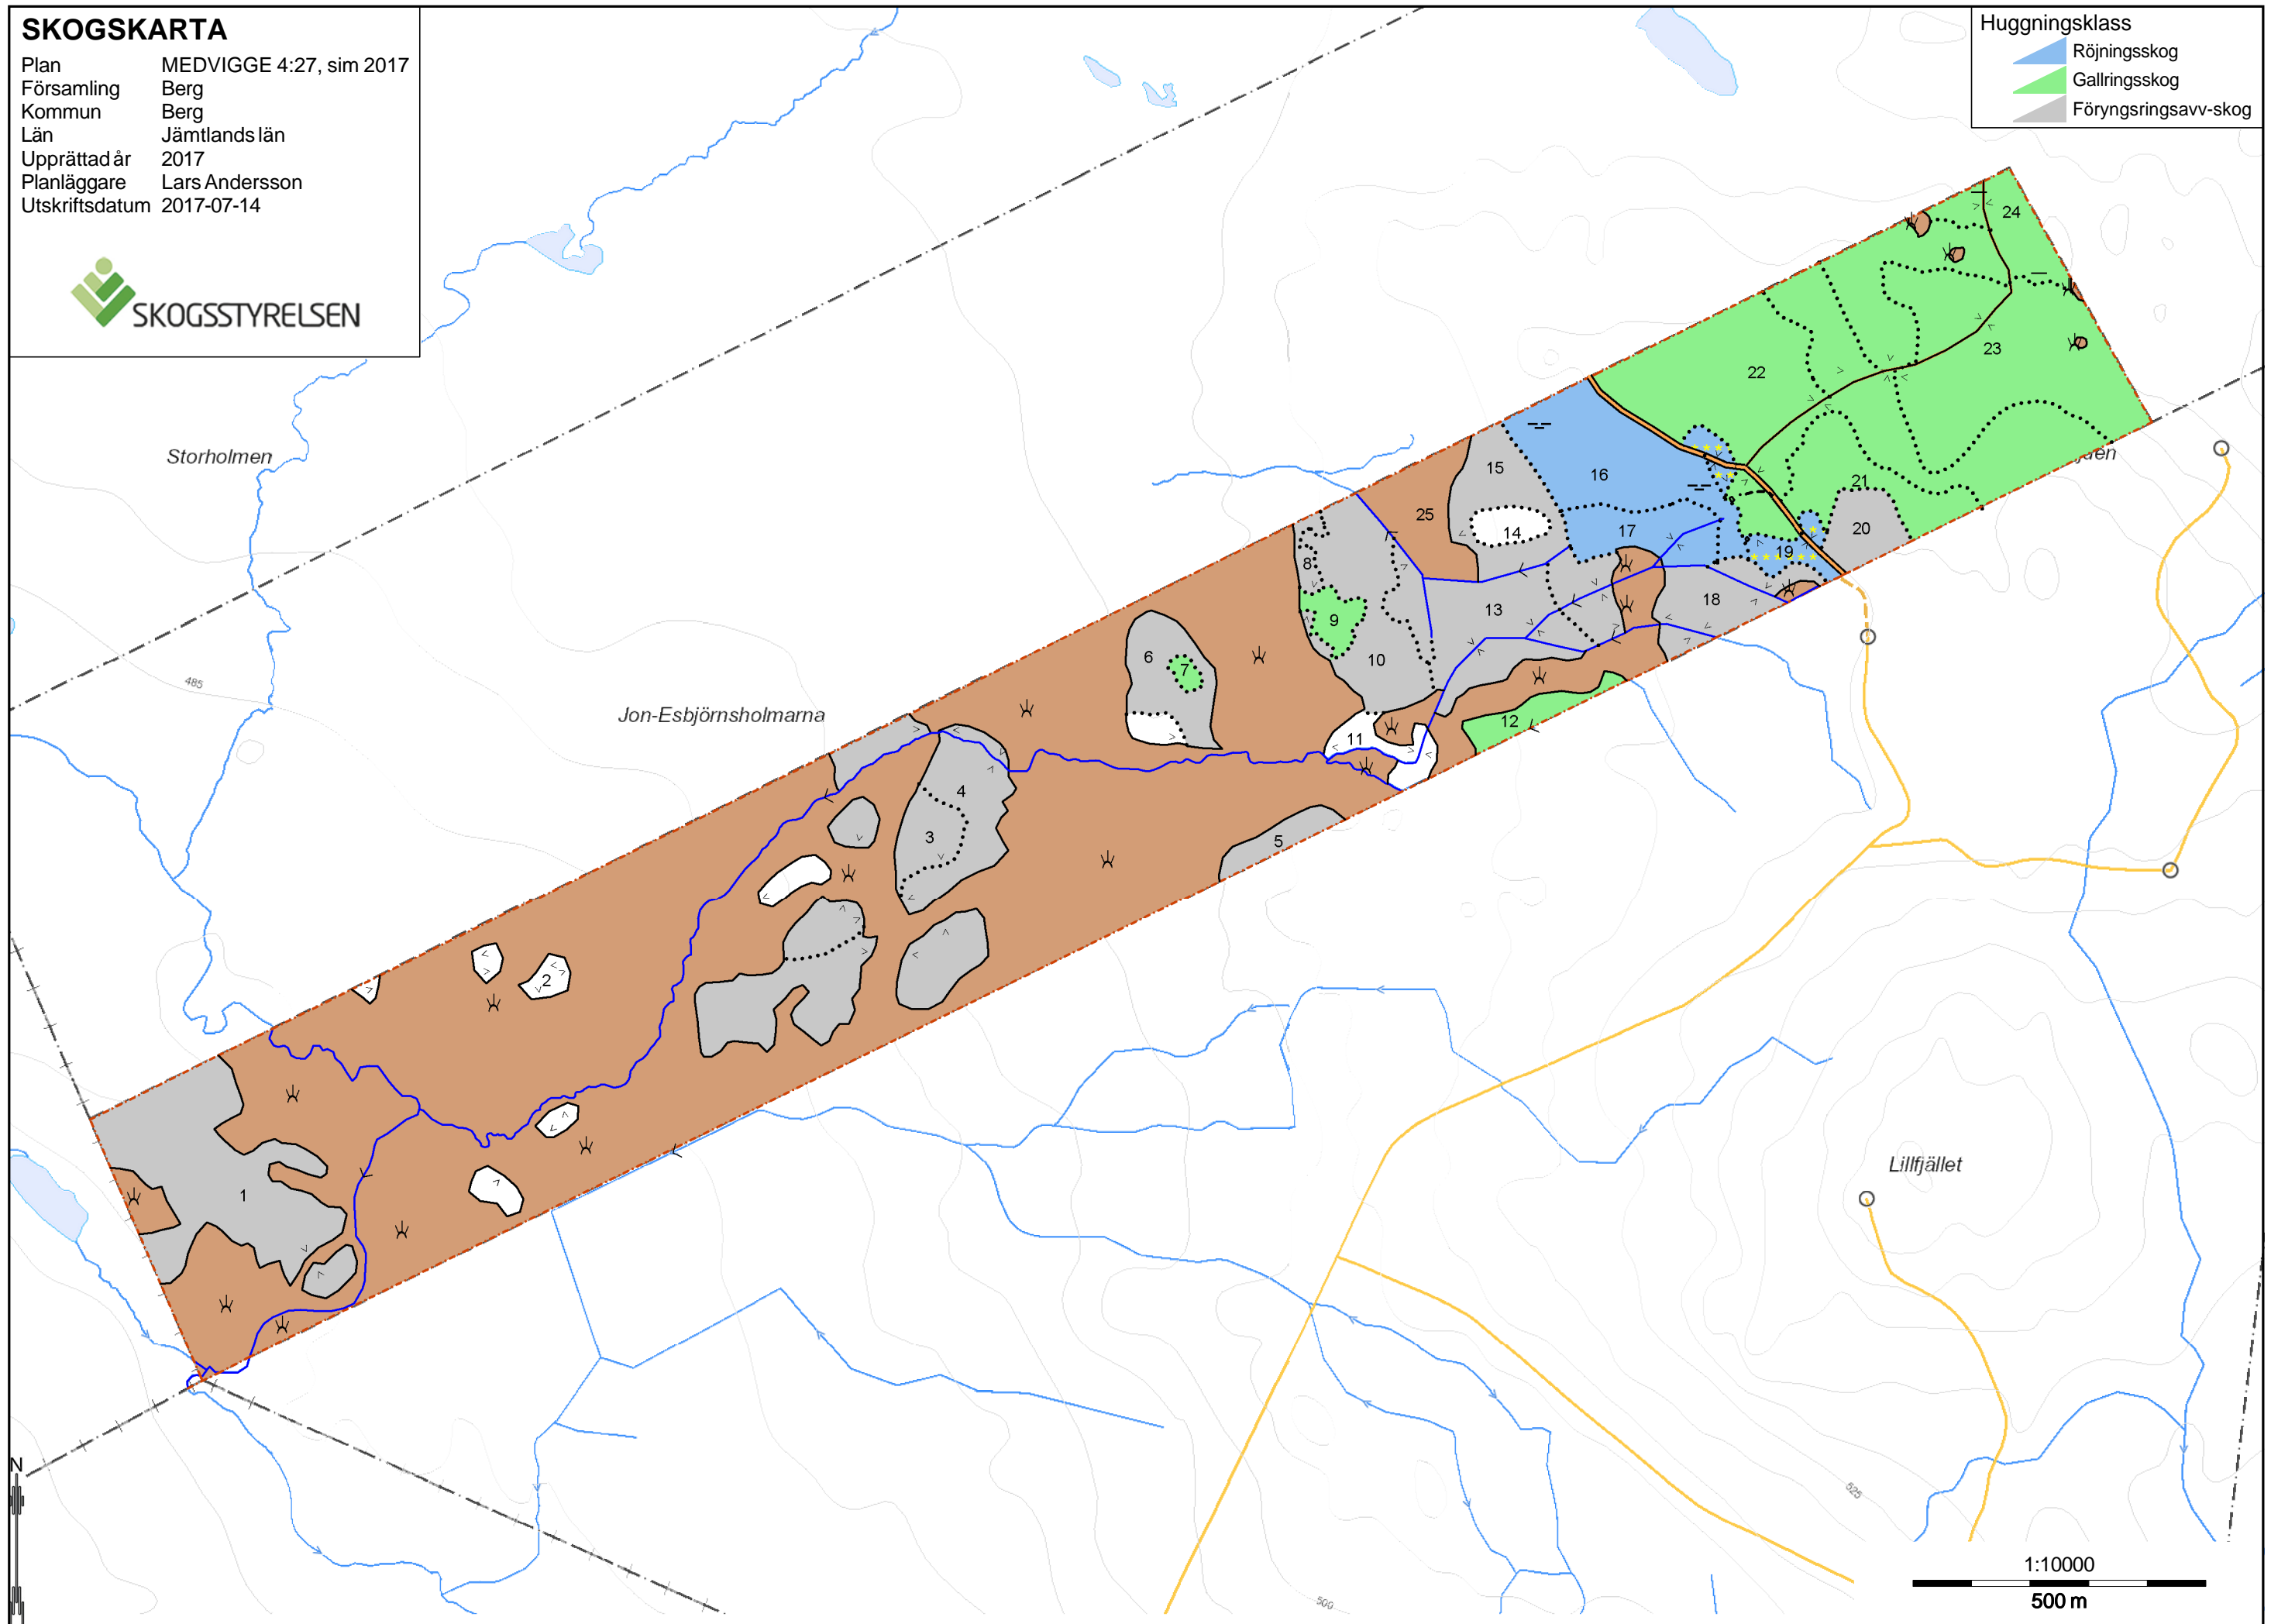 SKOGSKARTA
Plan MEDVIGGE 4:27, sim 2017
Församling Berg
Kommun Berg
Län Jämtlands län
Upprättad år 2017
Planläggare Lars Andersson
Utskriftsdatum 2017-07-14
SKOGSSTYRELSEN
Huggningsklass
Röjningsskog
Gallringsskog
Föryngsringsavv-skog
24
23
22
Storholmen
21
15
16
25
20
14
17
19
8
13
18
9
6
10
7
485
Jon-Esbjörnsholmarna
12
11
4
3
5
2
Lillfjället
1
N
525
500
1:10000
500 m